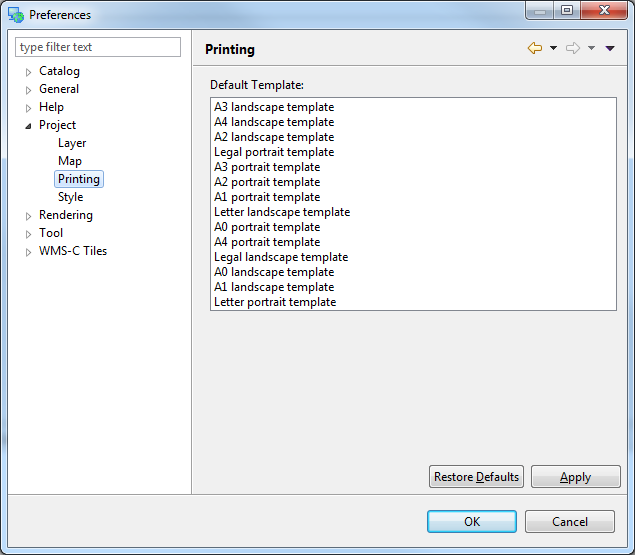 Preferences
type filter text
Catalog
General
Help
Project
Layer
Map
Printing
Style
Rendering
Tool
WMS-C Tiles
Printing
Default Template:
A3 landscape template
A4 landscape template
A2 landscape template
Legal portrait template
A3 portrait template
A2 portrait template
A1 portrait template
Letter landscape template
A0 portrait template
A4 portrait template
Legal landscape template
A0 landscape template
A1 landscape template
Letter portrait template
Restore Defaults
Apply
OK
Cancel